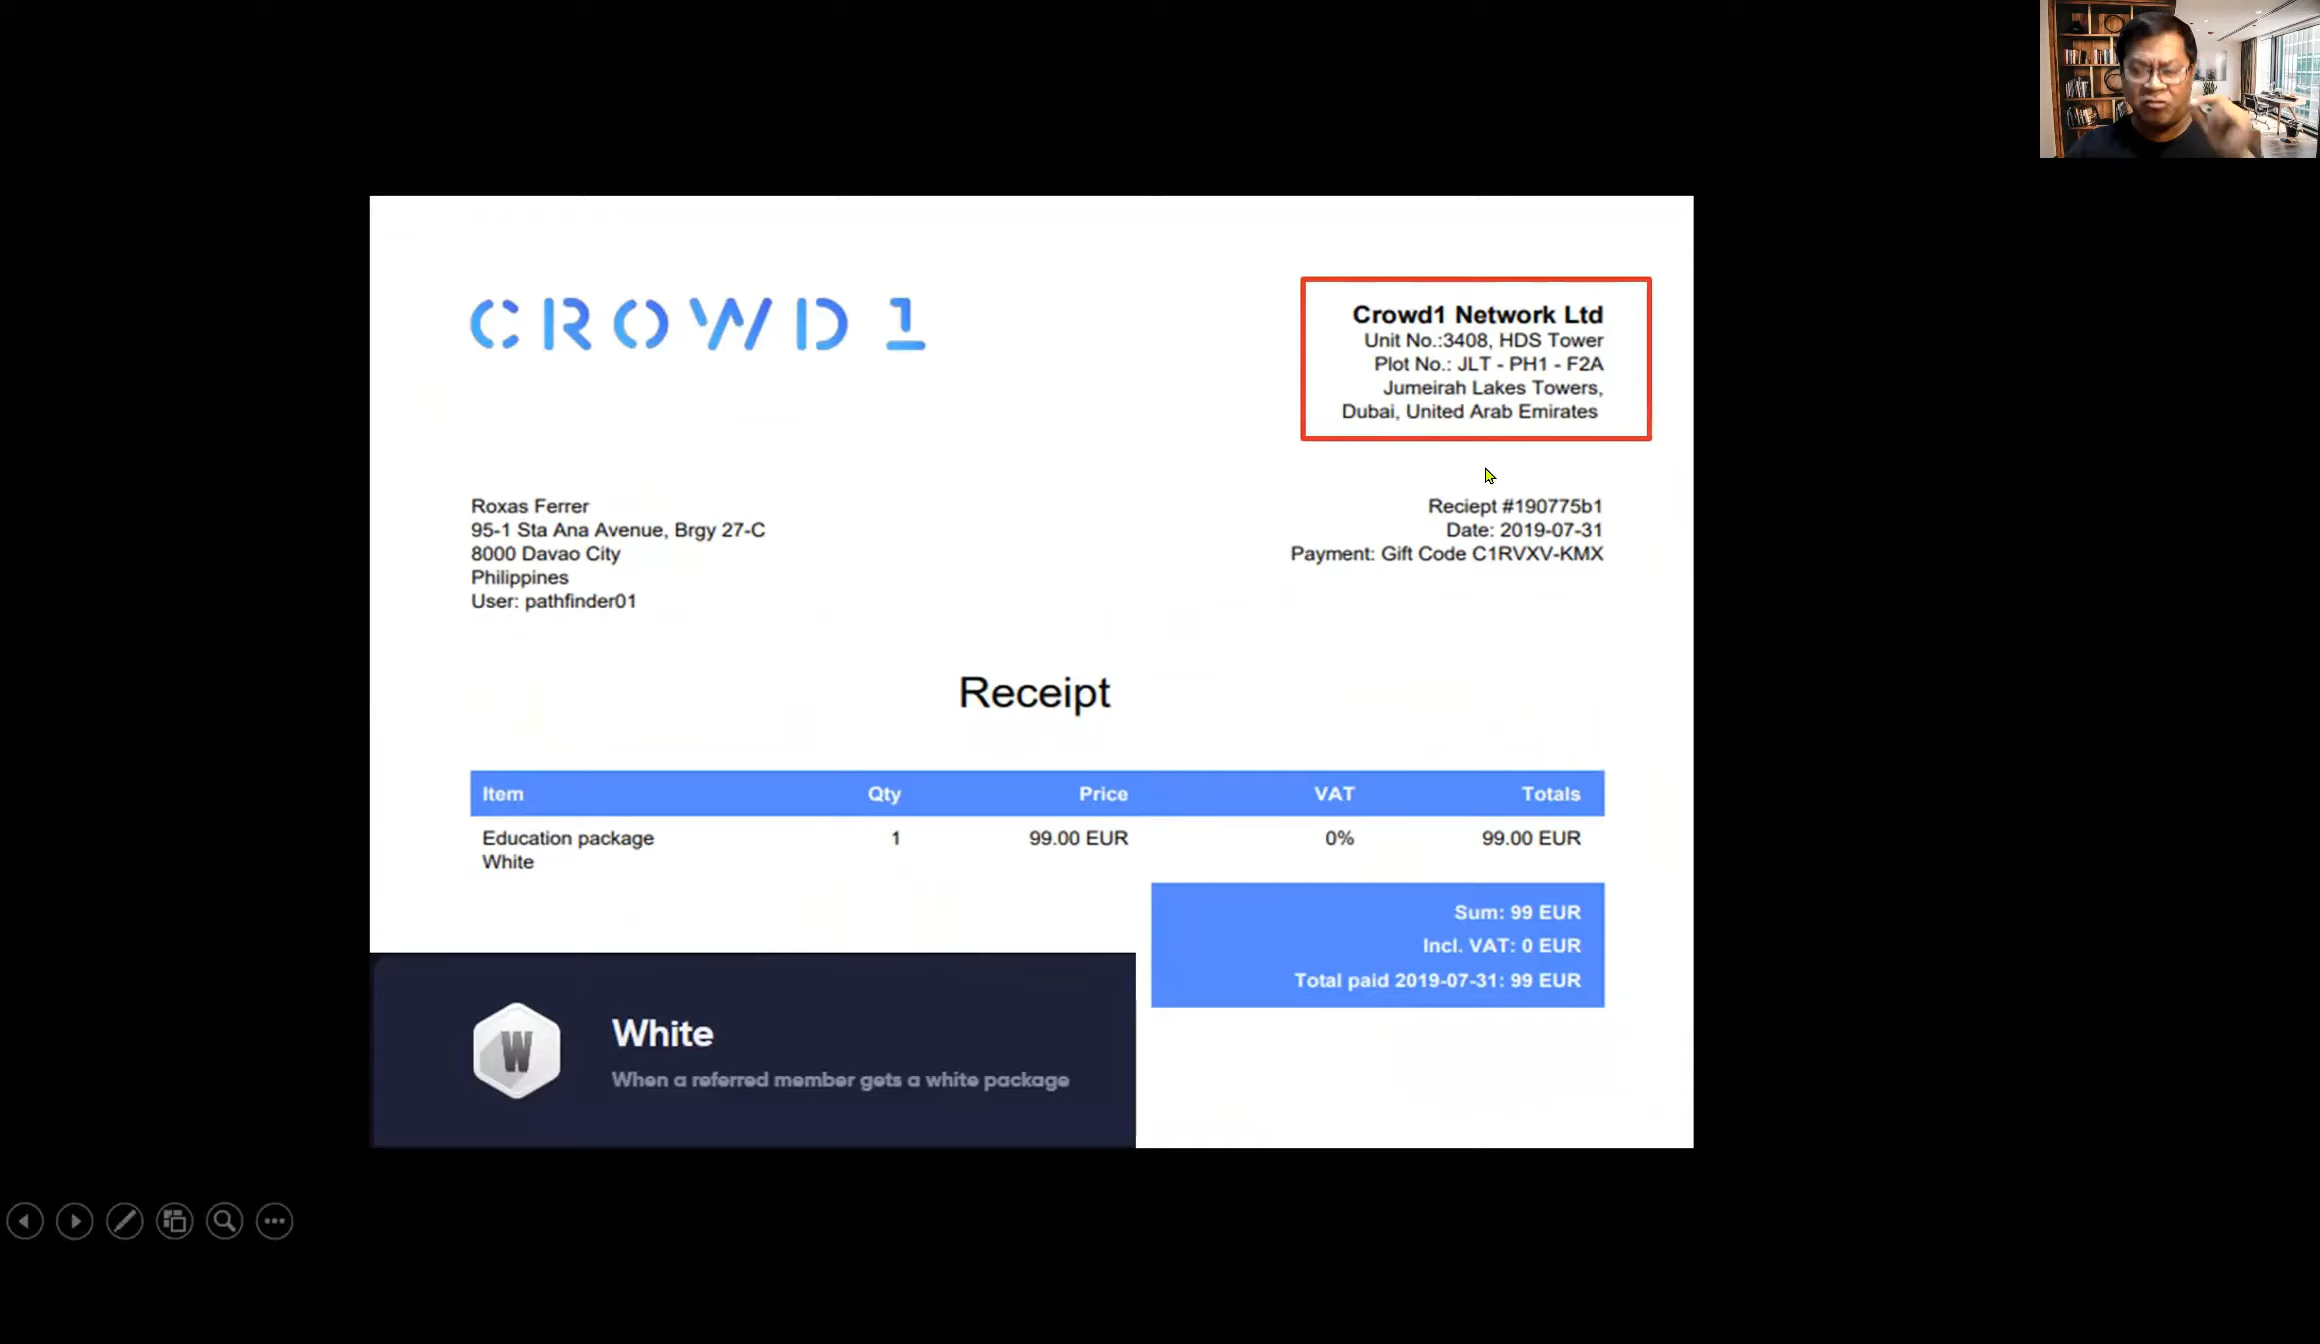 CROWD1
Crowd1 Network Ltd
Unit No.:3408, HDS Tower
Plot No.: JLT - PH1 - F2A
Jumeirah Lakes Towers,
Dubai, United Arab Emirates
Roxas Ferrer
95-1 Sta Ana Avenue, Brgy 27-C
8000 Davao City
Philippines
User: pathfinder01
Reciept #190775b1
Date: 2019-07-31
Payment: Gift Code C1RVXV-KMX
Receipt
Item Qty Price VAT Totals
Education package 1 99.00 EUR 0% 99.00 EUR
White
Sum: 99 EUR
Incl. VAT: 0 EUR
Total paid 2019-07-31: 99 EUR
W
White
When a referred member gets a white package